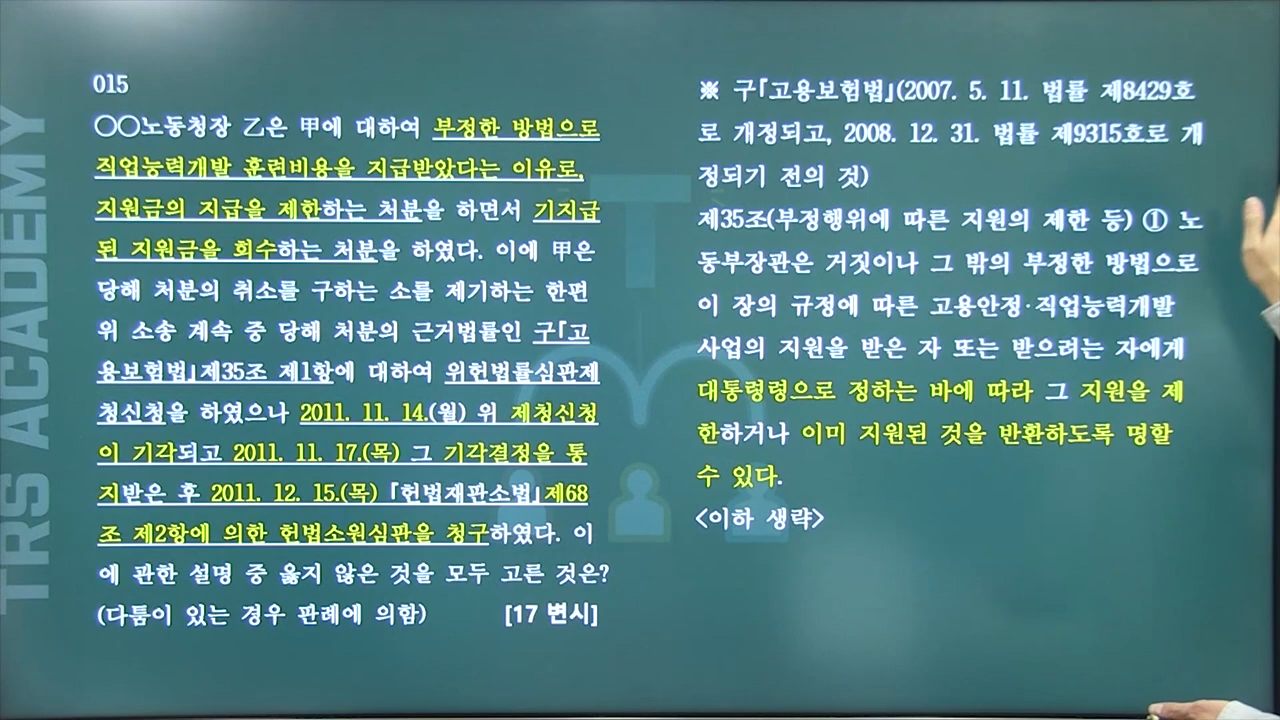 TRS ACADEMY
015
○○노동청장 乙은 甲에 대하여 부정한 방법으로
직업능력개발 훈련비용을 지급받았다는 이유로,
지원금의 지급을 제한하는 처분을 하면서 기지급
된 지원금을 회수하는 처분을 하였다. 이에 甲은
당해 처분의 취소를 구하는 소를 제기하는 한편
위 소송 계속 중 당해 처분의 근거법률인 구「고
용보험법」제35조 제1항에 대하여 위헌법률심판제
청신청을 하였으나 2011. 11. 14.(월) 위 제청신청
이 기각되고 2011. 11. 17.(목) 그 기각결정을 통
지받은 후 2011. 12. 15.(목) 「헌법재판소법」제68
조 제2항에 의한 헌법소원심판을 청구하였다. 이
에 관한 설명 중 옳지 않은 것을 모두 고른 것은?
(다툼이 있는 경우 판례에 의함) [17 변시]
※ 구「고용보험법」(2007. 5. 11. 법률 제8429호
로 개정되고, 2008. 12. 31. 법률 제9315호로 개
정되기 전의 것)
제35조(부정행위에 따른 지원의 제한 등) ① 노
동부장관은 거짓이나 그 밖의 부정한 방법으로
이 장의 규정에 따른 고용안정·직업능력개발
사업의 지원을 받은 자 또는 받으려는 자에게
대통령령으로 정하는 바에 따라 그 지원을 제
한하거나 이미 지원된 것을 반환하도록 명할
수 있다.
<이하 생략>